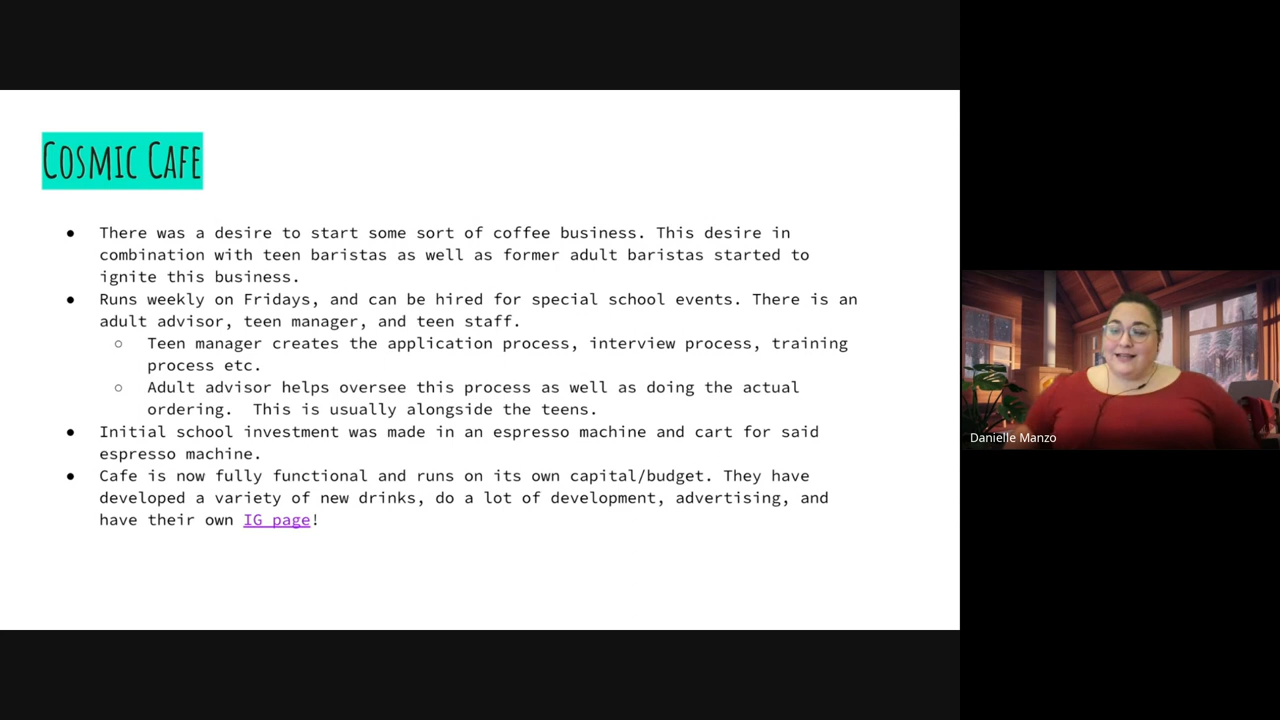 Cosmic Cafe
● There was a desire to start some sort of coffee business. This desire in
combination with teen baristas as well as former adult baristas started to
ignite this business.
● Runs weekly on Fridays, and can be hired for special school events. There is an
adult advisor, teen manager, and teen staff.
○ Teen manager creates the application process, interview process, training
process etc.
○ Adult advisor helps oversee this process as well as doing the actual
ordering.  This is usually alongside the teens.
● Initial school investment was made in an espresso machine and cart for said
espresso machine.
● Cafe is now fully functional and runs on its own capital/budget. They have
developed a variety of new drinks, do a lot of development, advertising, and
have their own IG page!
Danielle Manzo